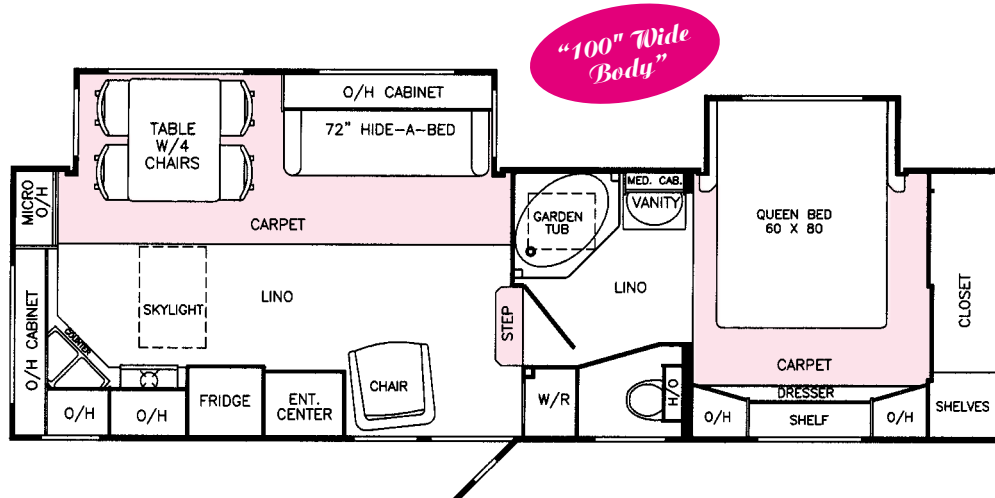 “100" Wide
Body”
O/H CABINET
TABLE
W/4
CHAIRS
72" HIDE-A-BED
MICRO
O/H
CARPET
MED. CAB.
VANITY
GARDEN
TUB
QUEEN BED
60 X 80
LINO
LINO
SKYLIGHT
STEP
CLOSET
O/H CABINET
COUNTER
CARPET
CHAIR
FRIDGE
ENT.
CENTER
W/R
H/O
DRESSER
O/H
O/H
O/H
SHELF
O/H
SHELVES